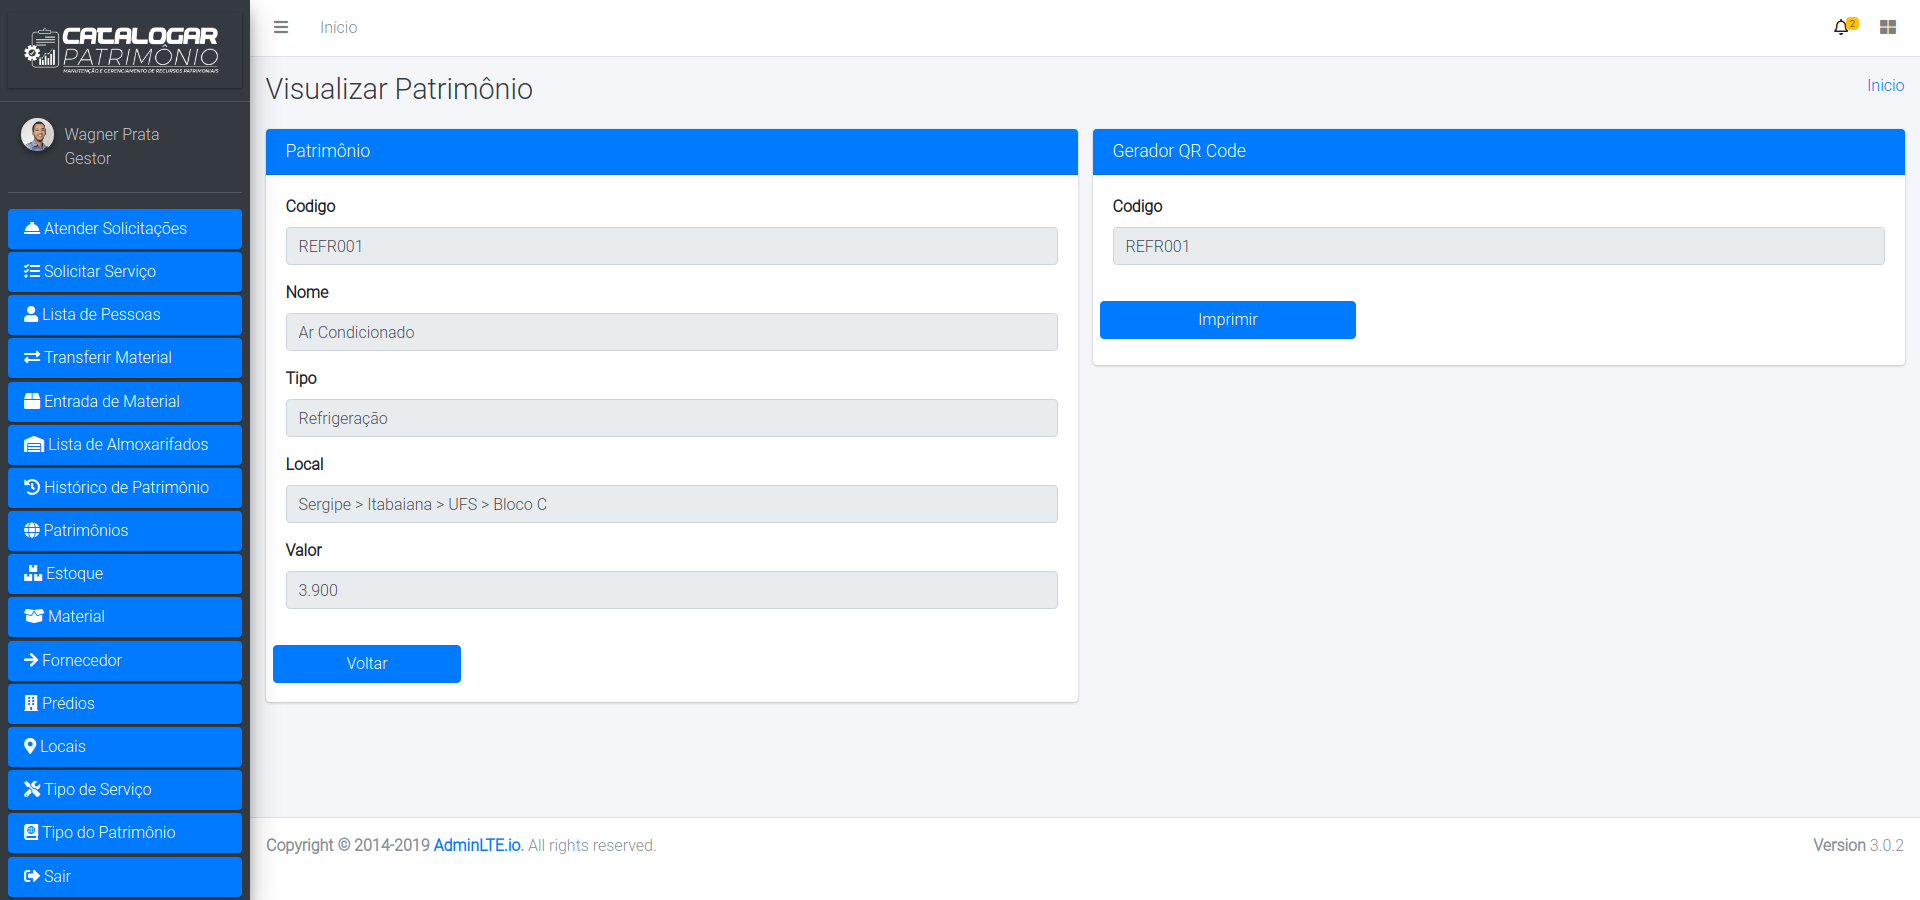 CATALOGAR
PATRIMÔNIO
MANUTENÇÃO E GERENCIAMENTO DE RECURSOS PATRIMONIAIS
Wagner Prata
Gestor
Atender Solicitações
Solicitar Serviço
Lista de Pessoas
Transferir Material
Entrada de Material
Lista de Almoxarifados
Histórico de Patrimônio
Patrimônios
Estoque
Material
Fornecedor
Prédios
Locais
Tipo de Serviço
Tipo do Patrimônio
Sair
Início
2
Visualizar Patrimônio
Inicio
Patrimônio
Codigo
REFR001
Nome
Ar Condicionado
Tipo
Refrigeração
Local
Sergipe > Itabaiana > UFS > Bloco C
Valor
3.900
Voltar
Gerador QR Code
Codigo
REFR001
Imprimir
Copyright © 2014-2019 AdminLTE.io. All rights reserved.
Version 3.0.2